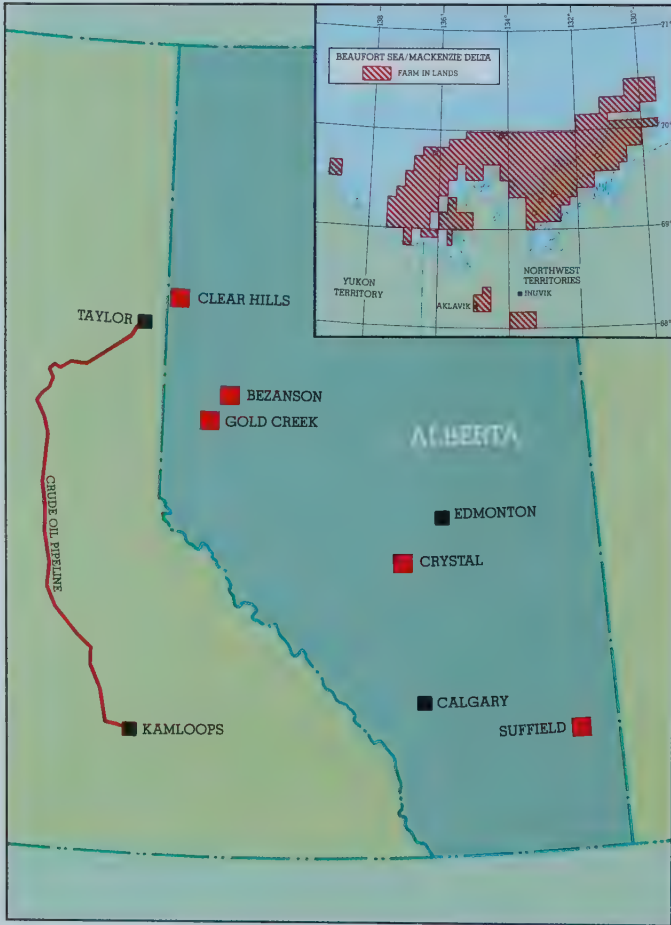 138
136°
134°
132°
130°
71°
BEAUFORT SEA/MACKENZIE DELTA
FARM IN LANDS
70°
69°
YUKON
TERRITORY
NORTHWEST
TERRITORIES
INUVIK
AKLAVIK
68°
CLEAR HILLS
TAYLOR
BEZANSON
GOLD CREEK
ALBERTA
CRUDE OIL PIPELINE
EDMONTON
CRYSTAL
CALGARY
SUFFIELD
KAMLOOPS